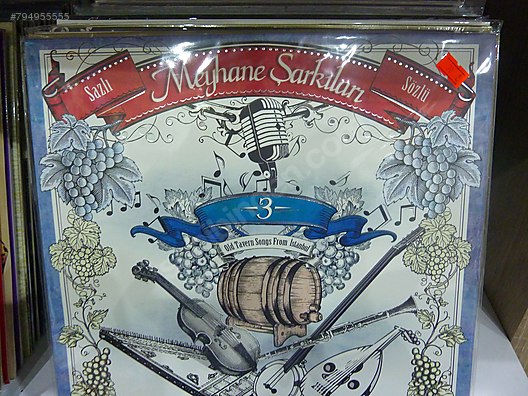 #794955555
Sazlı Meyhane Şarkıları Sözlü
3
Old Tavern Songs From İstanbul